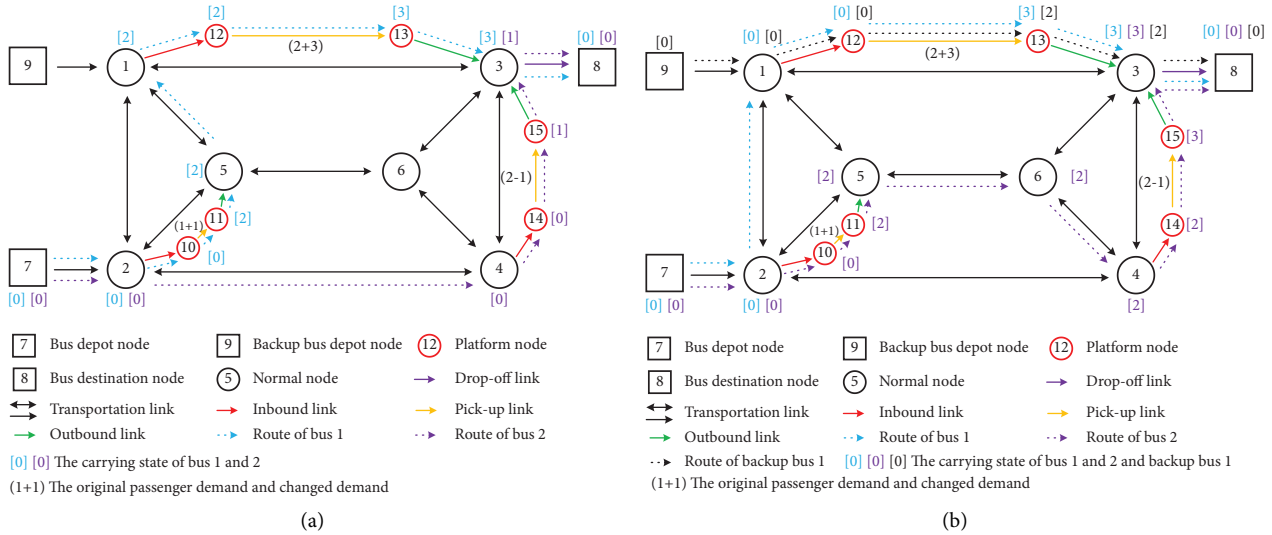 [2] [3]
12 13
[2] (2+3) [3] [1] [0] [0]
9 1 3 8
15 [1]
[2] 5 6 (2-1)
(1+1) 11 [2] 14 [0]
10 [0]
7 2 4
[0] [0] [0] [0] [0]
7 Bus depot node 9 Backup bus depot node 12 Platform node
8 Bus destination node 5 Normal node Drop-off link
Transportation link Inbound link Pick-up link
Outbound link Route of bus 1 Route of bus 2
[0] [0] The carrying state of bus 1 and 2
(1+1) The original passenger demand and changed demand
(a)
[0] [0] [3] [2]
12 13
[0] [0] [0] (2+3) [3] [3] [2] [0] [0] [0]
9 1 3 8
15 [3]
[2] 5 6 [2] (2-1)
(1+1) 11 [2] 14 [2]
10 [0]
7 2 4
[0] [0] [0] [0] [2]
7 Bus depot node 9 Backup bus depot node 12 Platform node
8 Bus destination node 5 Normal node Drop-off link
Transportation link Inbound link Pick-up link
Outbound link Route of bus 1 Route of bus 2
Route of backup bus 1 [0] [0] [0] The carrying state of bus 1 and 2 and backup bus 1
(1+1) The original passenger demand and changed demand
(b)